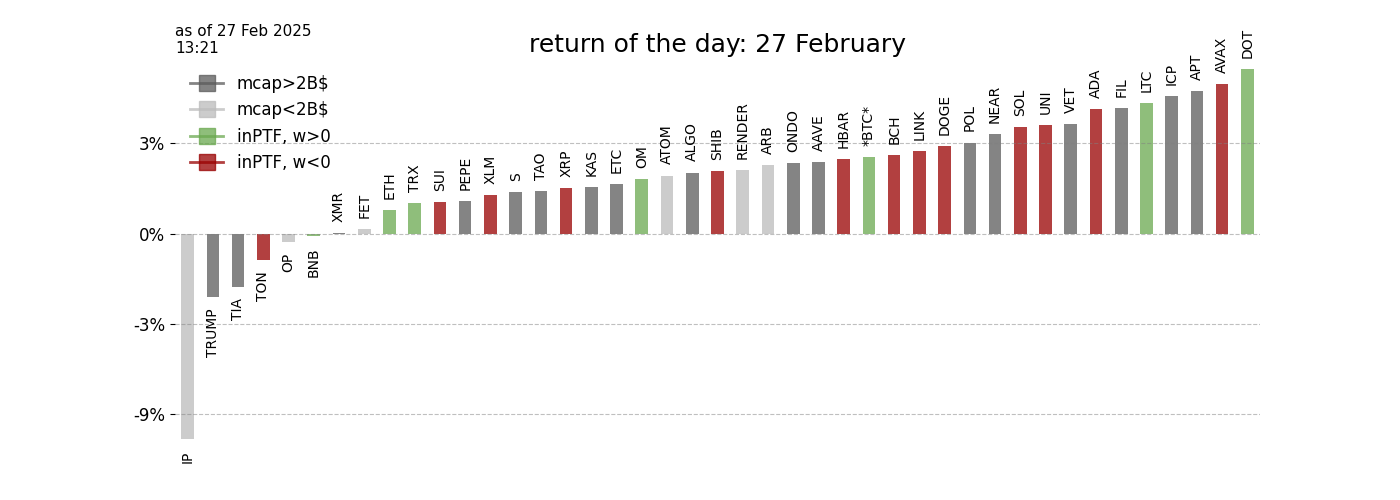 as of 27 Feb 2025
13:21
return of the day: 27 February
mcap>2B$
mcap<2B$
inPTF, w>0
inPTF, w<0
3%
0%
-3%
-9%
IP
TRUMP
TIA
TON
OP
BNB
XMR
FET
ETH
TRX
SUI
PEPE
XLM
S
TAO
XRP
KAS
ETC
OM
ATOM
ALGO
SHIB
RENDER
ARB
ONDO
AAVE
HBAR
*BTC*
BCH
LINK
DOGE
POL
NEAR
SOL
UNI
VET
ADA
FIL
LTC
ICP
APT
AVAX
DOT